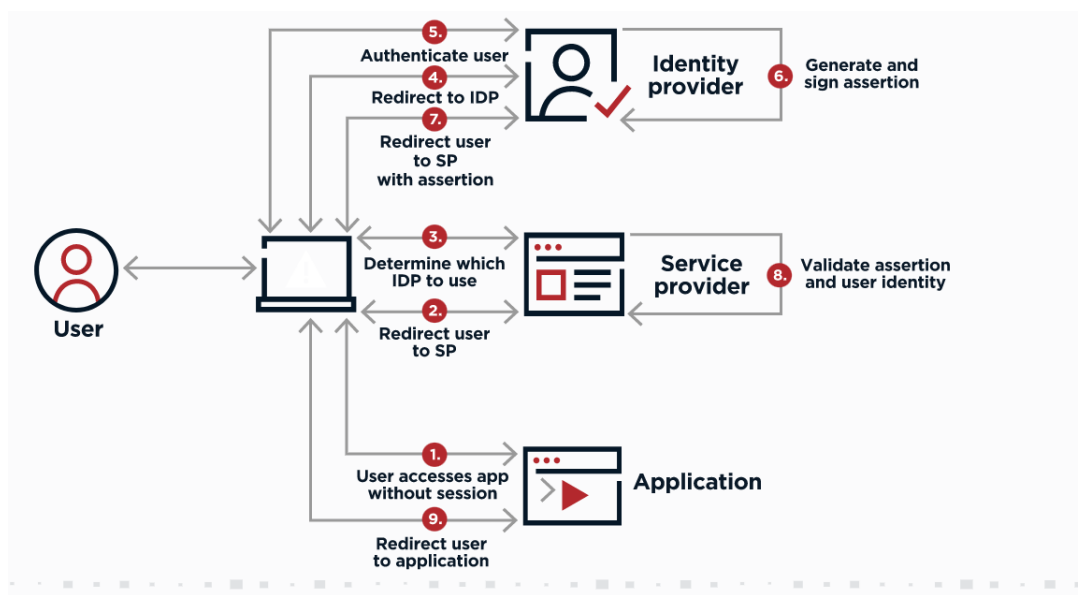 5.
Authenticate user
4.
Redirect to IDP
7.
Redirect user
to SP
with assertion
Identity
provider
6.
Generate and
sign assertion
User
3.
Determine which
IDP to use
2.
Redirect user
to SP
Service
provider
8.
Validate assertion
and user identity
1.
User accesses app
without session
9.
Redirect user
to application
Application